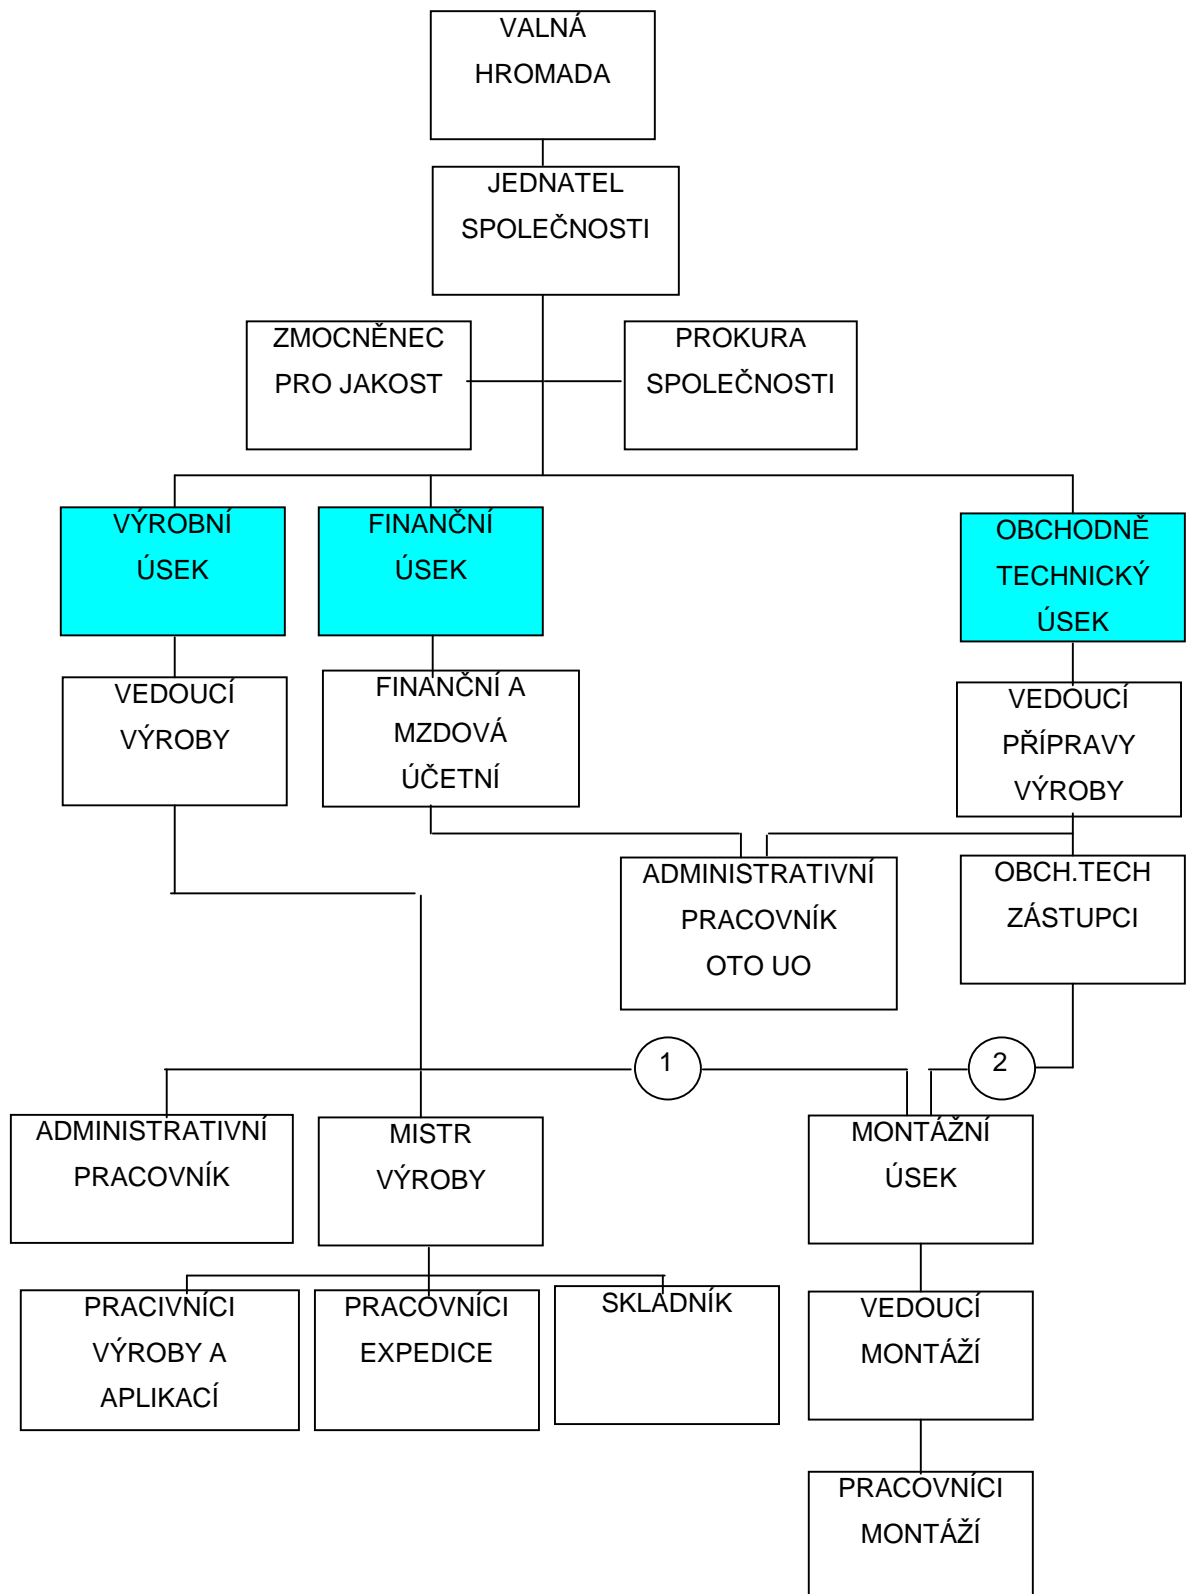 VALNÁ
HROMADA
JEDNATEL
SPOLEČNOSTI
ZMOCNĚNEC
PRO JAKOST
PROKURA
SPOLEČNOSTI
VÝROBNÍ
ÚSEK
FINANČNÍ
ÚSEK
OBCHODNĚ
TECHNICKÝ
ÚSEK
VEDOUCÍ
VÝROBY
FINANČNÍ A
MZDOVÁ
ÚČETNÍ
VEDOUCÍ
PŘÍPRAVY
VÝROBY
ADMINISTRATIVNÍ
PRACOVNÍK
OTO UO
OBCH.TECH
ZÁSTUPCI
1
2
ADMINISTRATIVNÍ
PRACOVNÍK
MISTR
VÝROBY
MONTÁŽNÍ
ÚSEK
PRACIVNÍCI
VÝROBY A
APLIKACÍ
PRACOVNÍCI
EXPEDICE
SKLADNÍK
VEDOUCÍ
MONTÁŽÍ
PRACOVNÍCI
MONTÁŽÍ